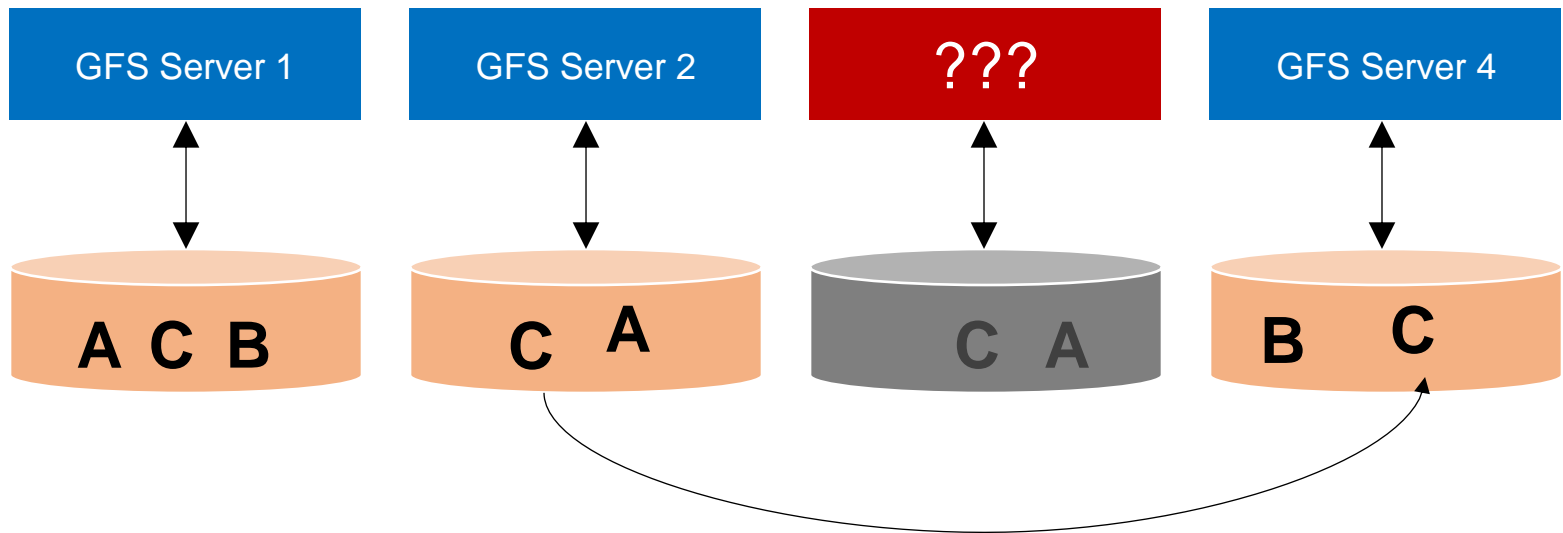 GFS Server 1
GFS Server 2
???
GFS Server 4
A C B
C A
C A
B C